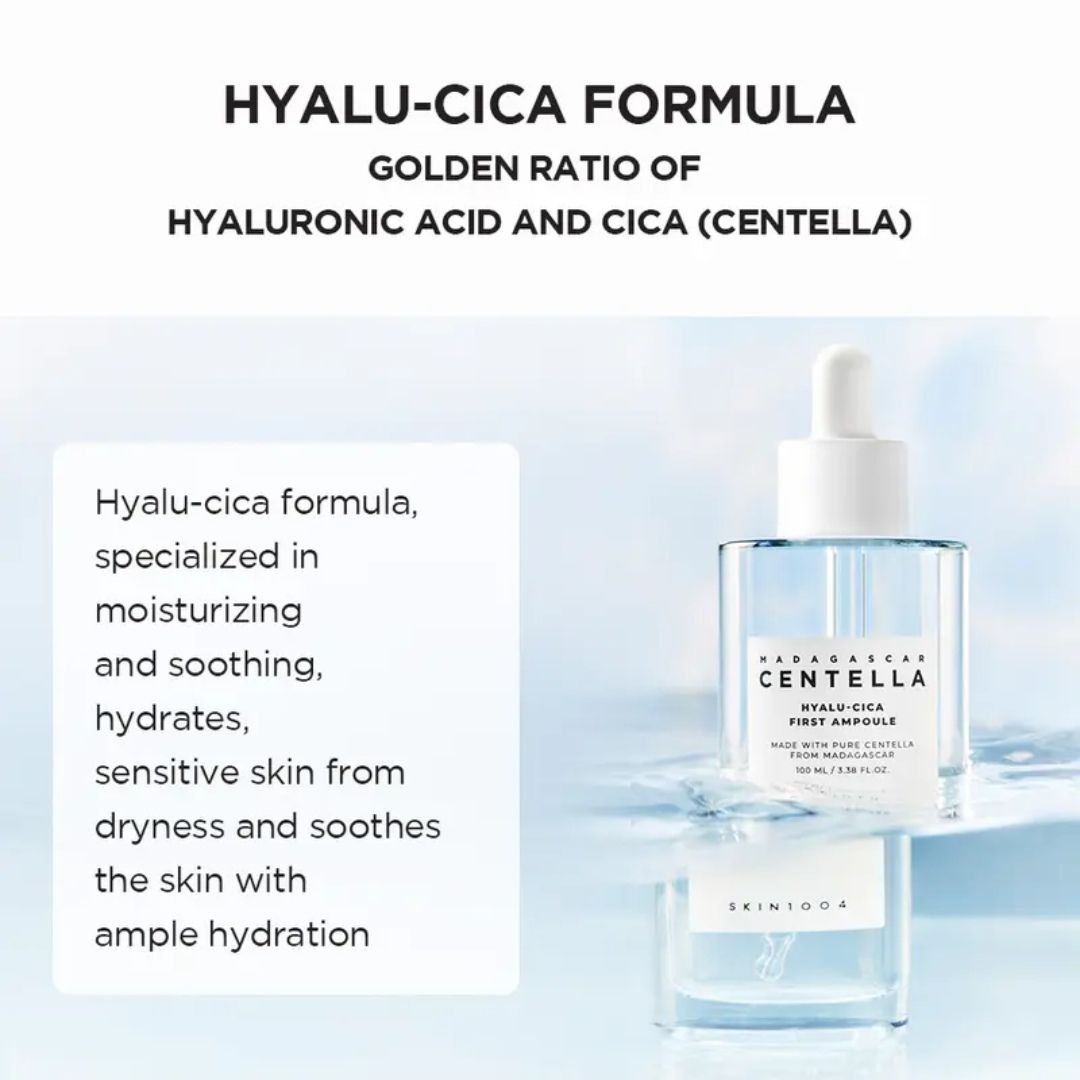 HYALU-CICA FORMULA
GOLDEN RATIO OF
HYALURONIC ACID AND CICA (CENTELLA)
Hyalu-cica formula,
specialized in
moisturizing
and soothing,
hydrates,
sensitive skin from
dryness and soothes
the skin with
ample hydration
MADAGASCAR
CENTELLA
HYALU-CICA
FIRST AMPOULE
MADE WITH PURE CENTELLA
FROM MADAGASCAR
100 ML / 3.38 FL.OZ.
SKIN1004